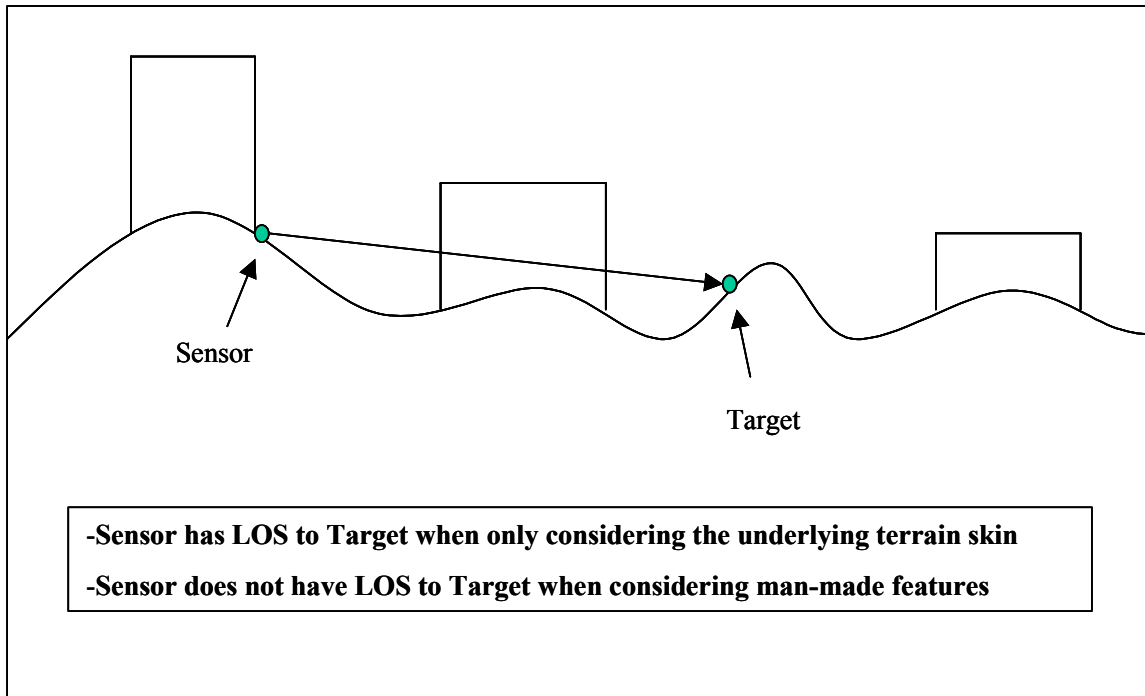 Sensor
Target
-Sensor has LOS to Target when only considering the underlying terrain skin
-Sensor does not have LOS to Target when considering man-made features